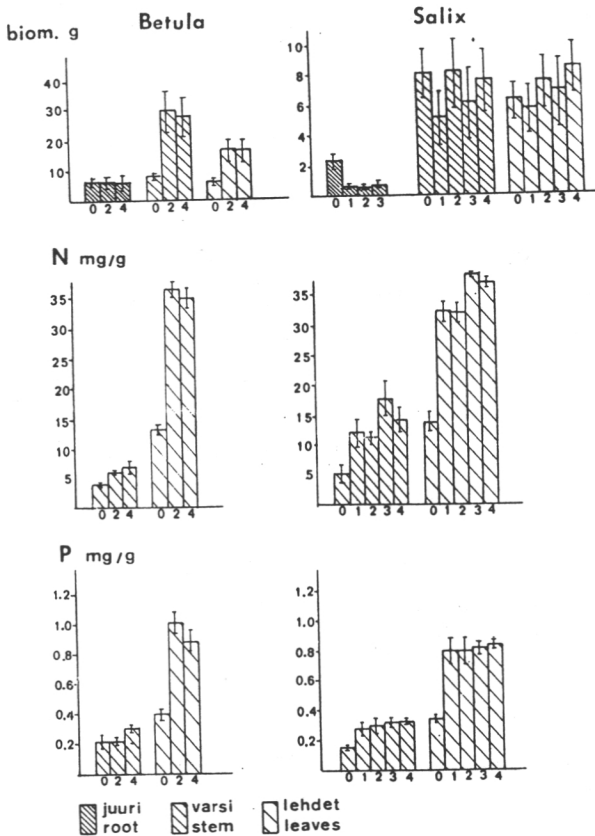 Betula Salix
biom. g
40
30
20
10
0 2 4 0 2 4 0 2 4
10
8
6
4
2
0 1 2 3 0 1 2 3 4 0 1 2 3 4
N mg/g
35
30
25
20
15
10
5
0 2 4 0 2 4
35
30
25
20
15
10
5
0 1 2 3 4 0 1 2 3 4
P mg/g
1.2
1.0
0.8
0.6
0.4
0.2
0 2 4 0 2 4
1.2
1.0
0.8
0.6
0.4
0.2
0 1 2 3 4 0 1 2 3 4
juuri varsi lehdet
root stem leaves